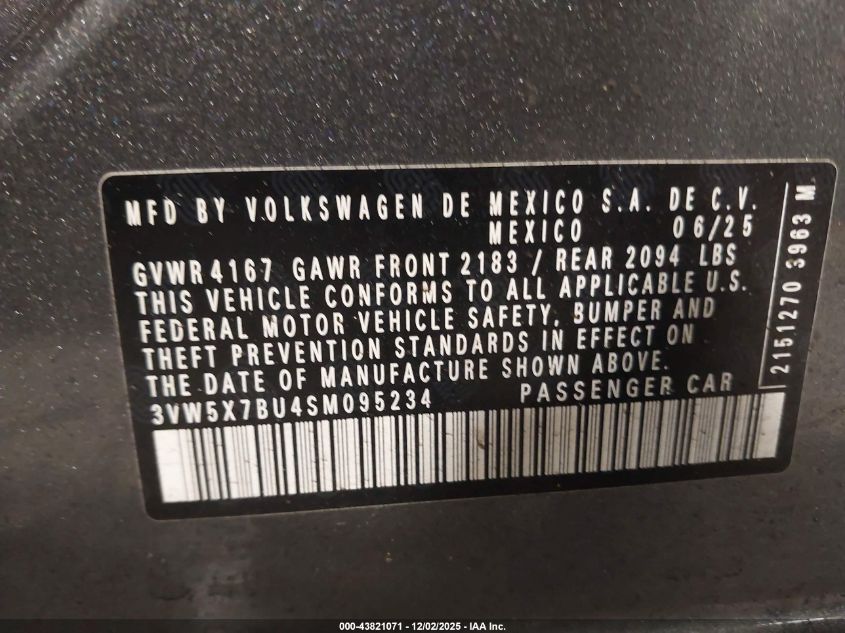 MFD BY VOLKSWAGEN DE MEXICO S.A. DE C.V.
MEXICO 06/25
GVWR 4167 GAWR FRONT 2183 / REAR 2094 LBS
THIS VEHICLE CONFORMS TO ALL APPLICABLE U.S.
FEDERAL MOTOR VEHICLE SAFETY, BUMPER AND
THEFT PREVENTION STANDARDS IN EFFECT ON
THE DATE OF MANUFACTURE SHOWN ABOVE.
3VW5X7BU4SM095234 PASSENGER CAR
2151270 3963 M
000-43821071 - 12/02/2025 - IAA Inc.